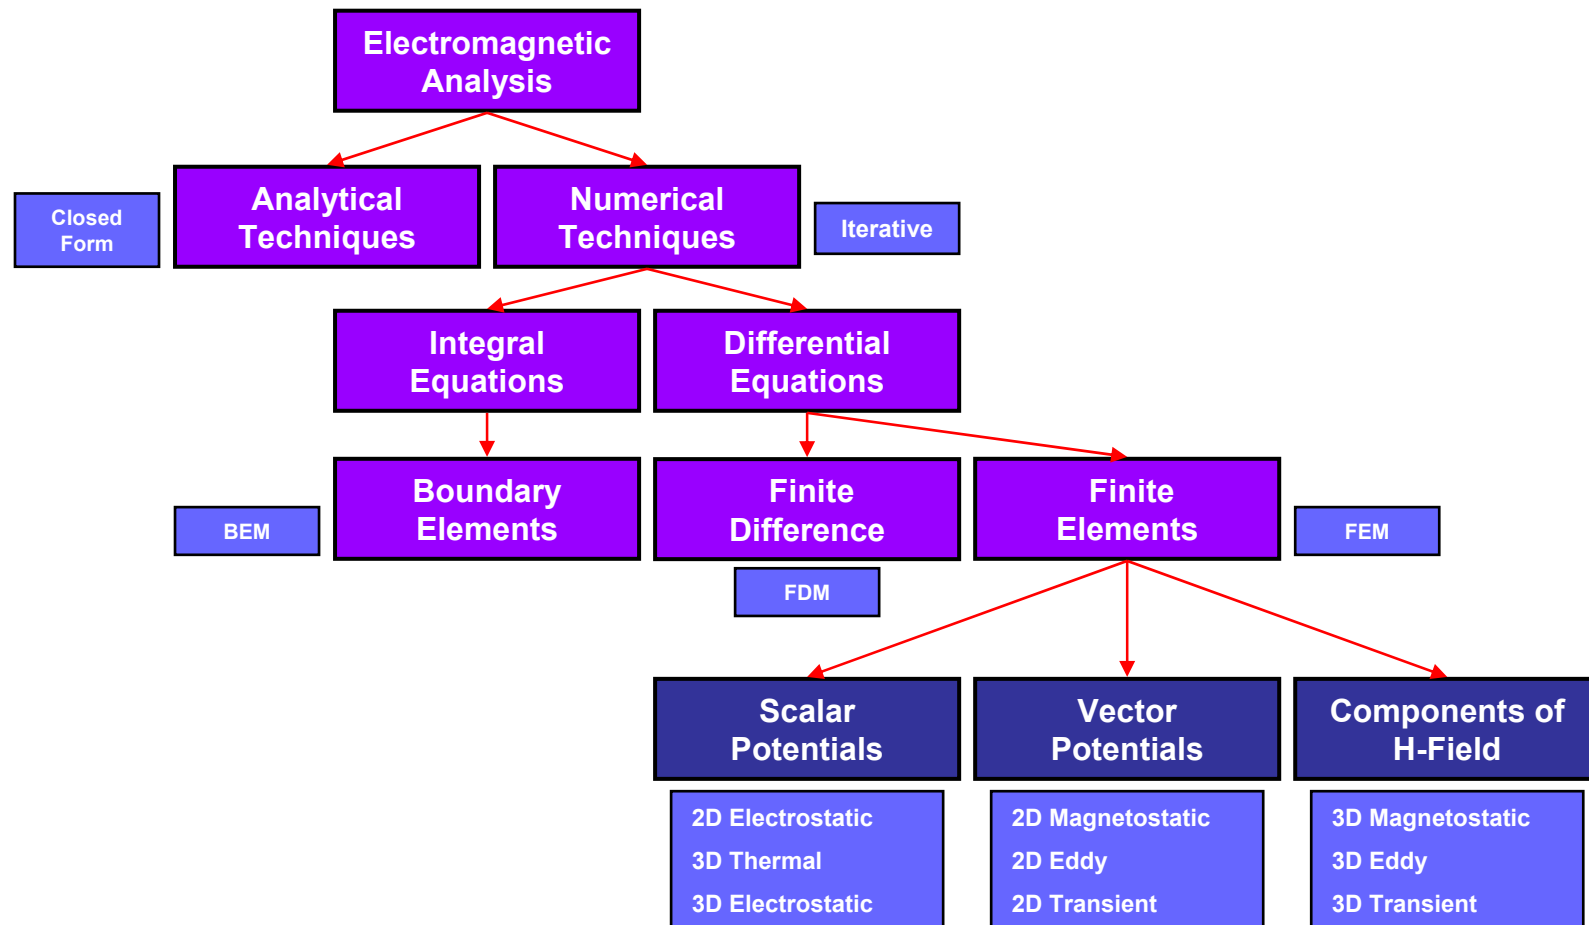 Electromagnetic
Analysis
Analytical
Techniques
Numerical
Techniques
Closed
Form
Iterative
Integral
Equations
Differential
Equations
Boundary
Elements
Finite
Difference
Finite
Elements
BEM
FEM
FDM
Scalar
Potentials
Vector
Potentials
Components of
H-Field
2D Electrostatic
3D Thermal
3D Electrostatic
2D Magnetostatic
2D Eddy
2D Transient
3D Magnetostatic
3D Eddy
3D Transient